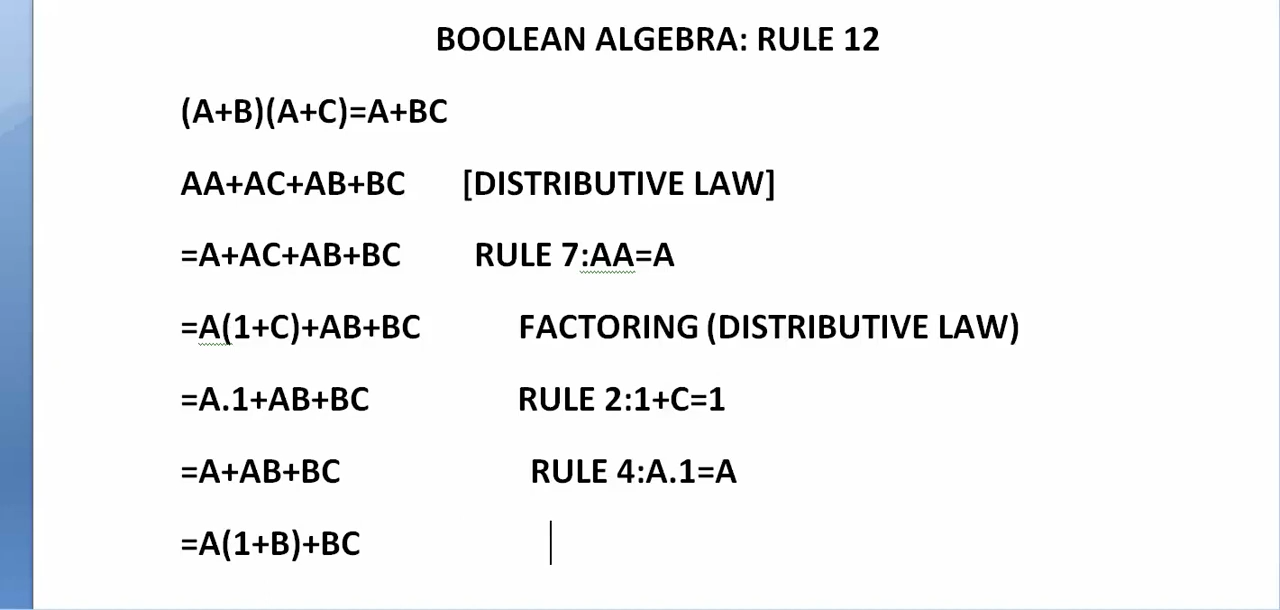 BOOLEAN ALGEBRA: RULE 12
(A+B)(A+C)=A+BC
AA+AC+AB+BC [DISTRIBUTIVE LAW]
=A+AC+AB+BC RULE 7:AA=A
=A(1+C)+AB+BC FACTORING (DISTRIBUTIVE LAW)
=A.1+AB+BC RULE 2:1+C=1
=A+AB+BC RULE 4:A.1=A
=A(1+B)+BC